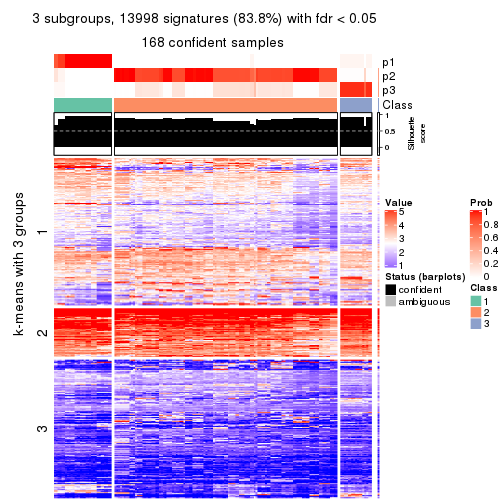 3 subgroups, 13998 signatures (83.8%) with fdr < 0.05
168 confident samples
p1
p2
p3
Class
1
0.5
0
Silhouette
score
k-means with 3 groups
1
2
3
Value
5
4
3
2
1
Status (barplots)
confident
ambiguous
Prob
1
0.8
0.6
0.4
0.2
0
Class
1
2
3